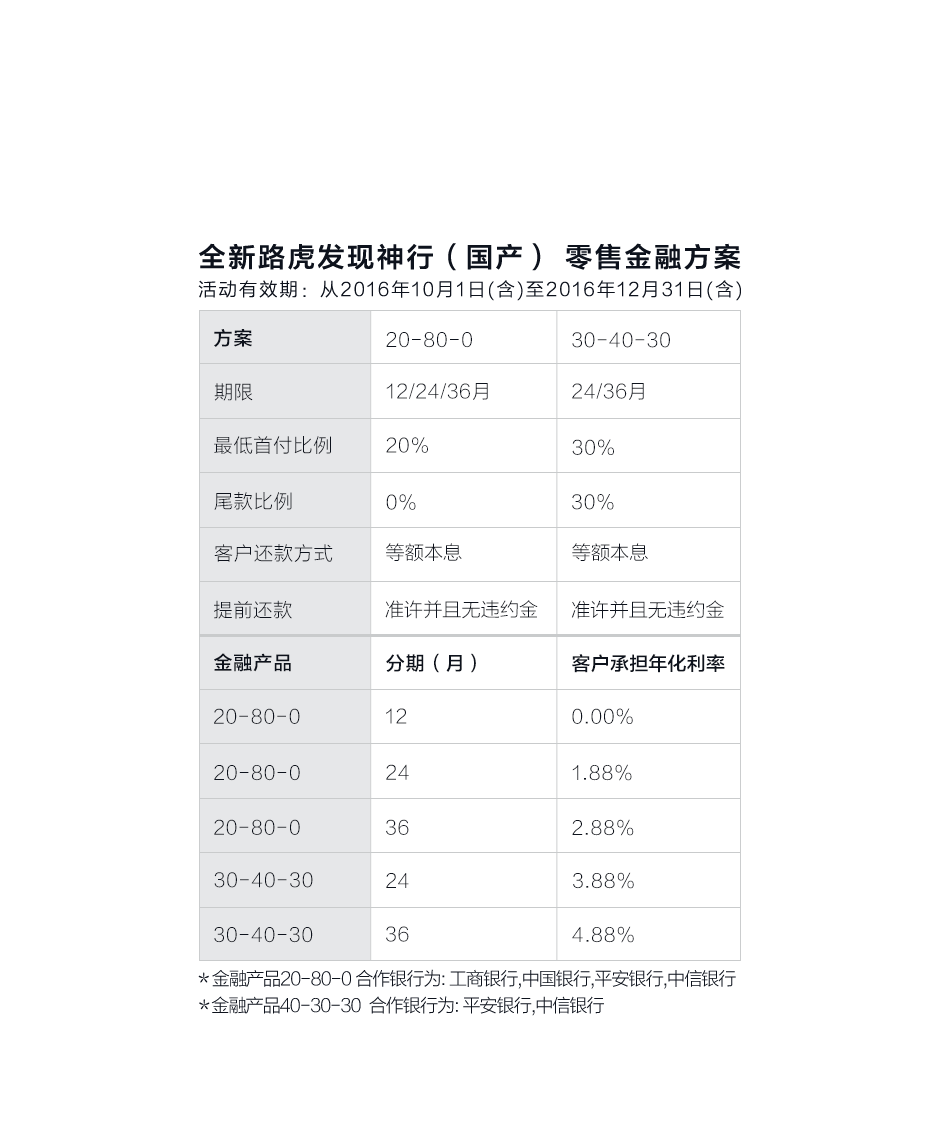 全新路虎发现神行（国产） 零售金融方案
活动有效期：从2016年10月1日(含)至2016年12月31日(含)
方案 20-80-0 30-40-30
期限 12/24/36月 24/36月
最低首付比例 20% 30%
尾款比例 0% 30%
客户还款方式 等额本息 等额本息
提前还款 准许并且无违约金 准许并且无违约金
金融产品 分期（月） 客户承担年化利率
20-80-0 12 0.00%
20-80-0 24 1.88%
20-80-0 36 2.88%
30-40-30 24 3.88%
30-40-30 36 4.88%
*金融产品20-80-0 合作银行为: 工商银行,中国银行,平安银行,中信银行
*金融产品40-30-30 合作银行为: 平安银行,中信银行